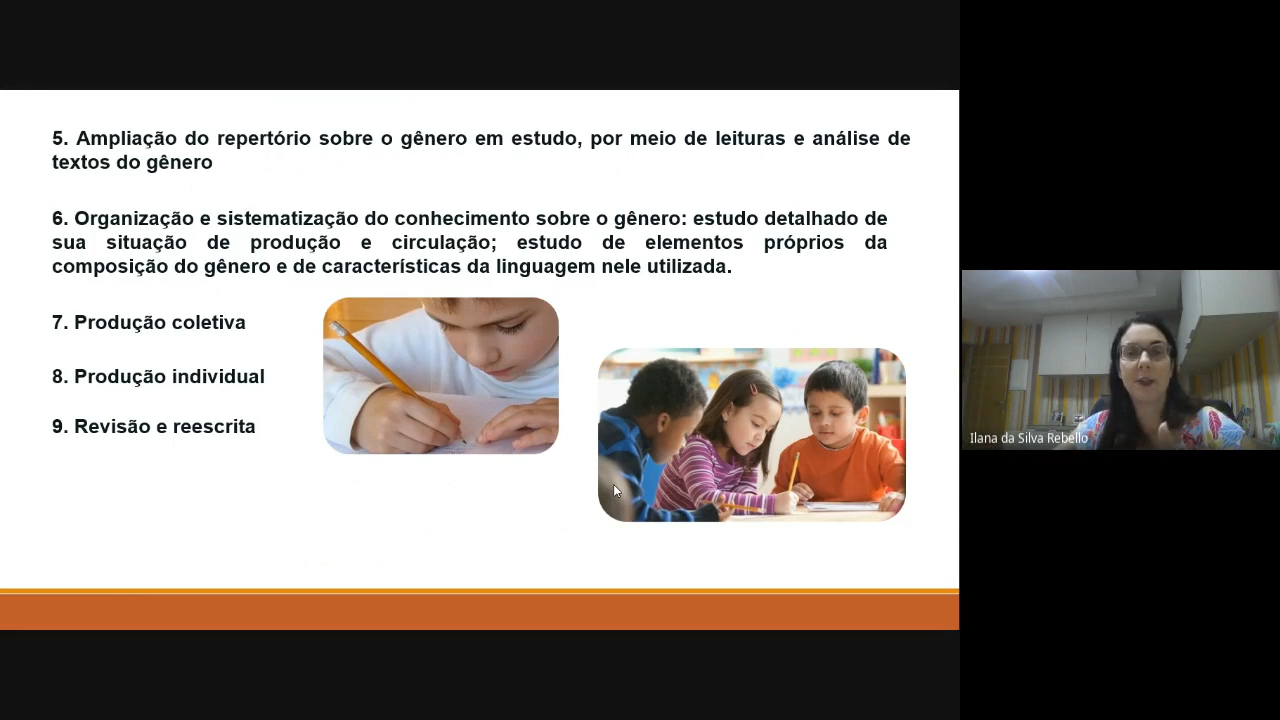 5. Ampliação do repertório sobre o gênero em estudo, por meio de leituras e análise de
textos do gênero
6. Organização e sistematização do conhecimento sobre o gênero: estudo detalhado de
sua situação de produção e circulação; estudo de elementos próprios da
composição do gênero e de características da linguagem nele utilizada.
7. Produção coletiva
8. Produção individual
9. Revisão e reescrita
Ilana da Silva Rebello